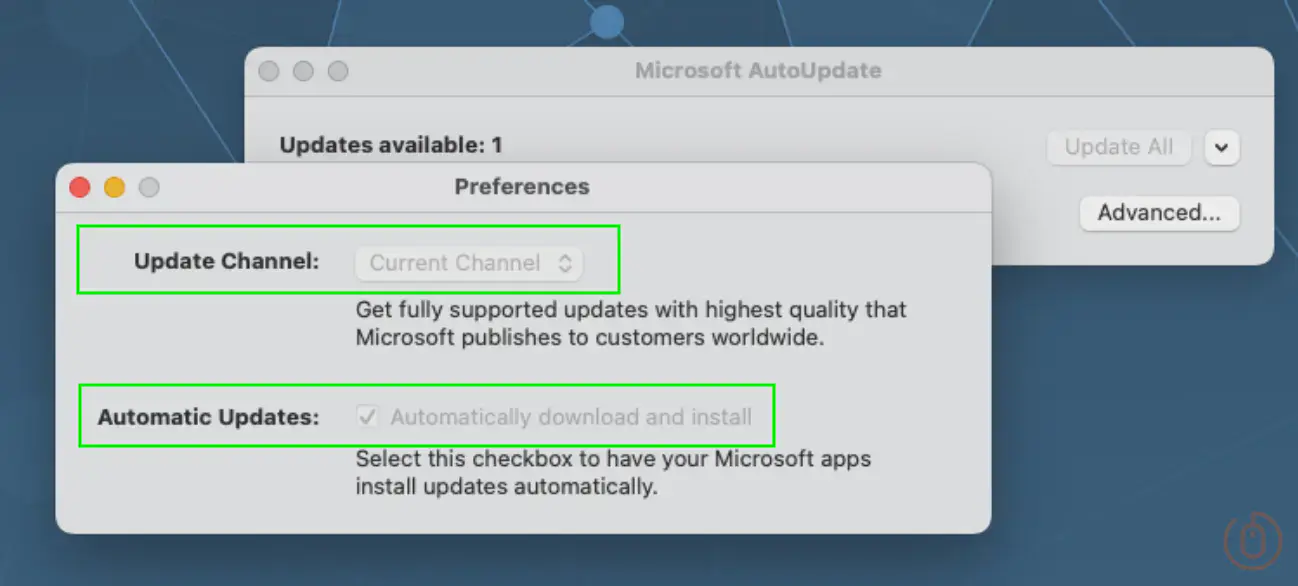 Microsoft AutoUpdate
Updates available: 1
Update All
Advanced...
Preferences
Update Channel: Current Channel
Get fully supported updates with highest quality that
Microsoft publishes to customers worldwide.
Automatic Updates: Automatically download and install
Select this checkbox to have your Microsoft apps
install updates automatically.